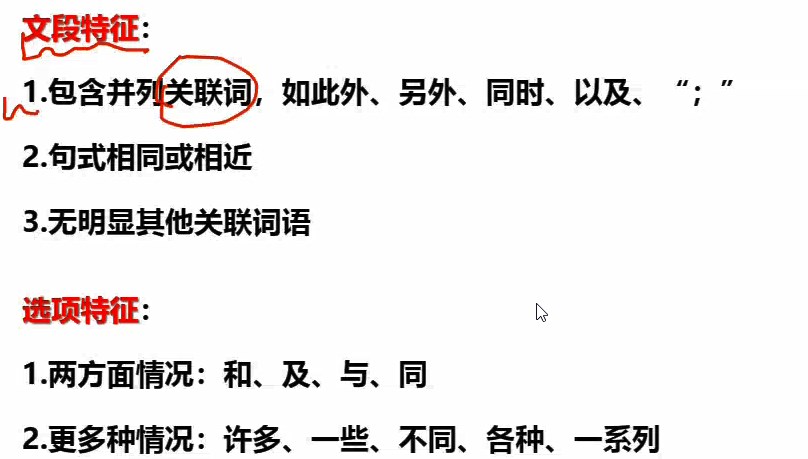 文段特征：
1.包含并列关联词，如此外、另外、同时、以及、“；”
2.句式相同或相近
3.无明显其他关联词语
选项特征：
1.两方面情况：和、及、与、同
2.更多种情况：许多、一些、不同、各种、一系列